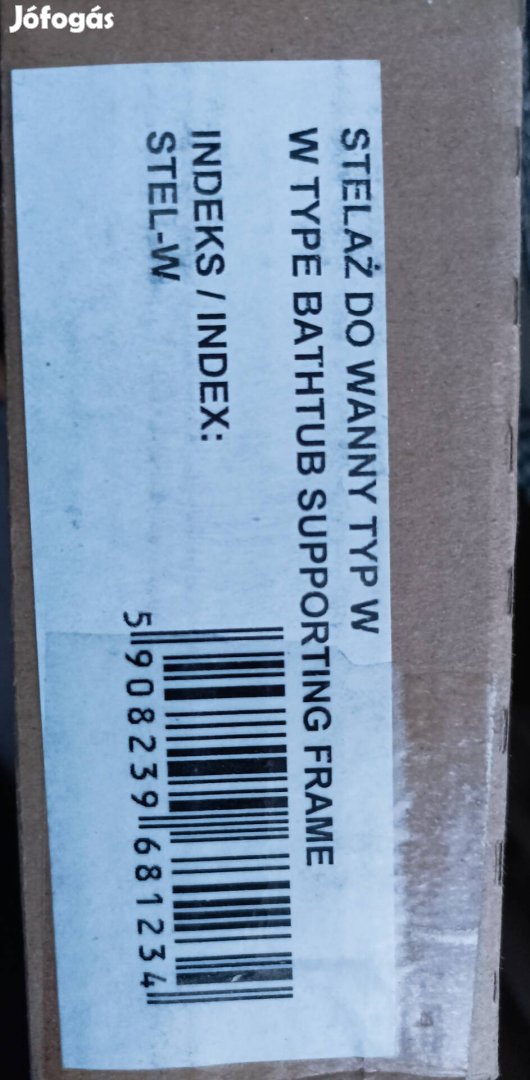 Jófogás
STELAŻ DO WANNY TYP W
W TYPE BATHTUB SUPPORTING FRAME
INDEKS / INDEX:
STEL-W
5 908239 681234